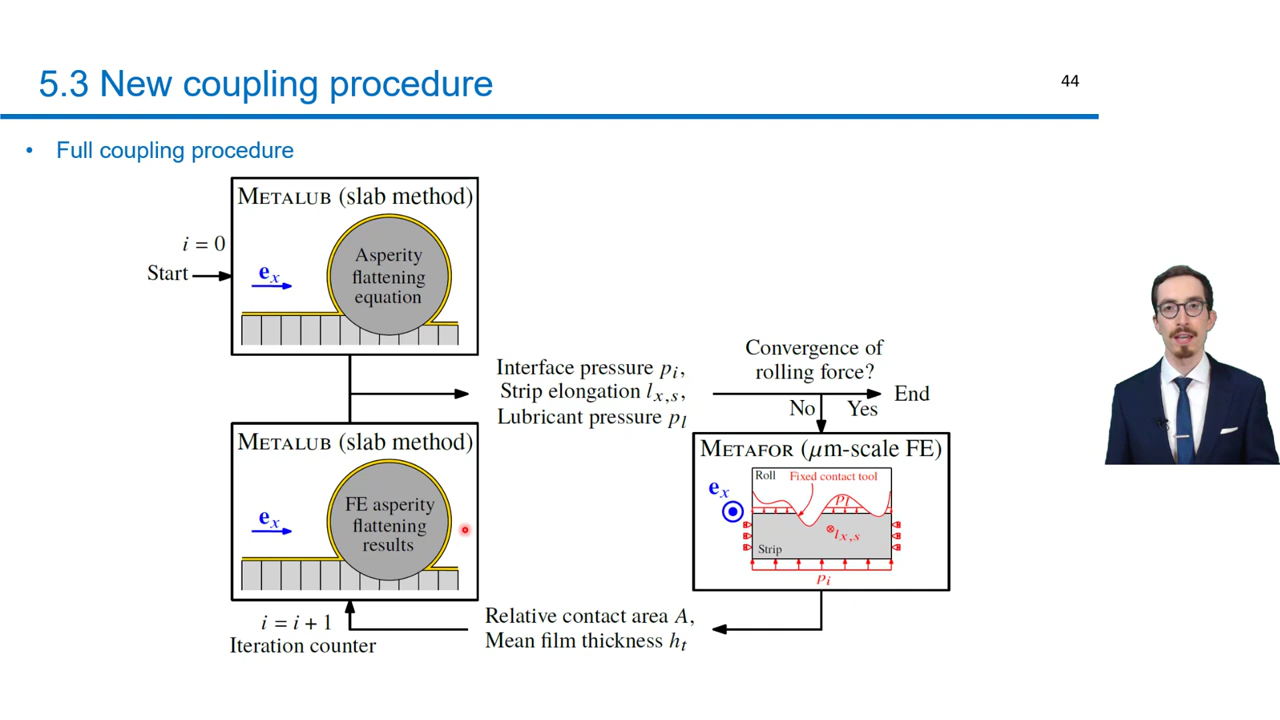 5.3 New coupling procedure
44
• Full coupling procedure
METALUB (slab method)
i = 0
Start
eₓ
Asperity
flattening
equation
Interface pressure pᵢ,
Strip elongation lₓ,ₛ,
Lubricant pressure pₗ
Convergence of
rolling force?
No
Yes
End
METALUB (slab method)
eₓ
FE asperity
flattening
results
METAFOR (μm-scale FE)
eₓ
Roll
Fixed contact tool
pₗ
lₓ,ₛ
Strip
pᵢ
i = i + 1
Iteration counter
Relative contact area A,
Mean film thickness hₜ